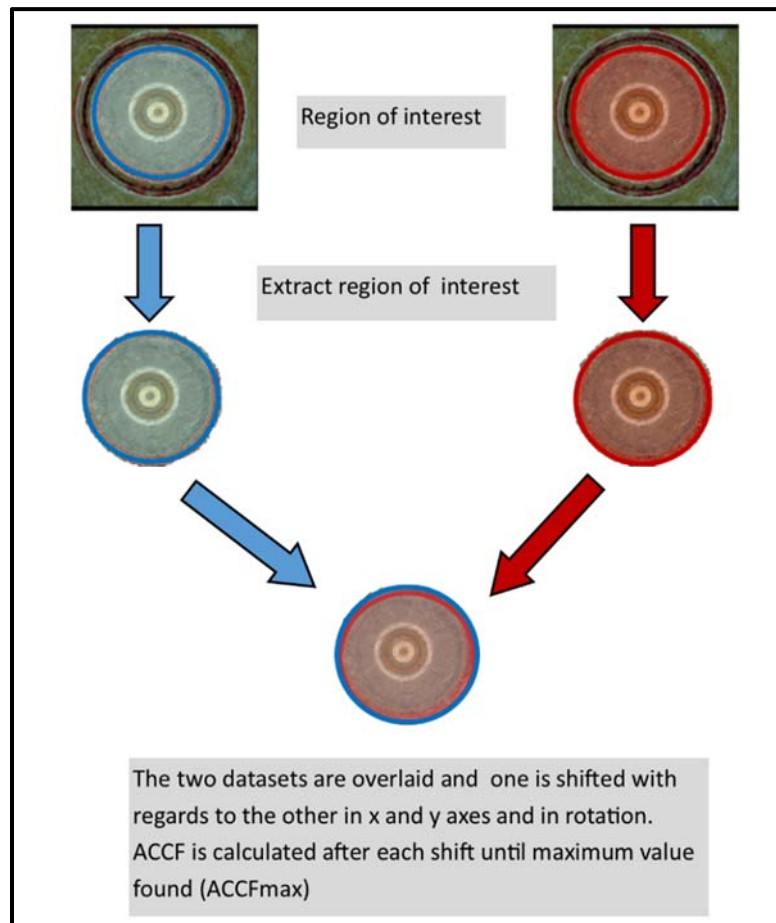 Region of interest
Extract region of  interest
The two datasets are overlaid and  one is shifted with
regards to the other in x and y axes and in rotation.
ACCF is calculated after each shift until maximum value
found (ACCFmax)